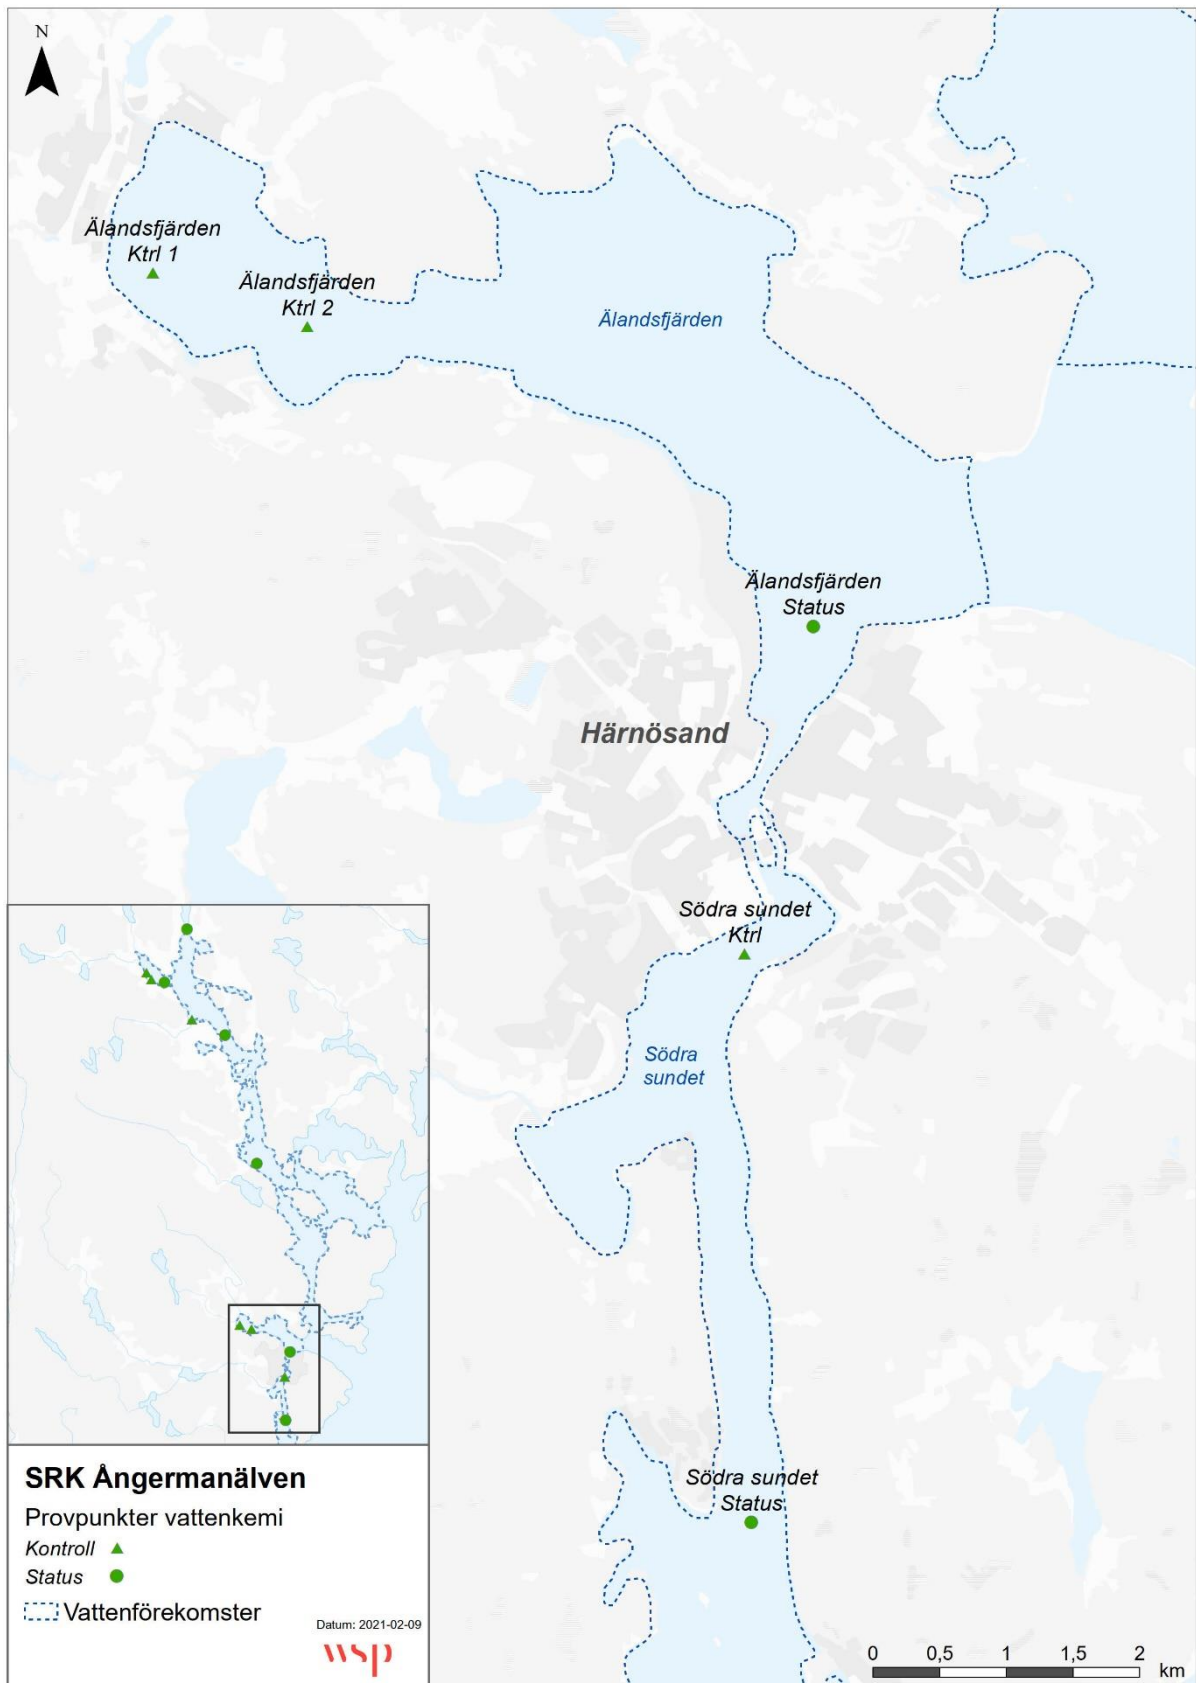 N
Älandsfjärden
Ktrl 1
Älandsfjärden
Ktrl 2
Älandsfjärden
Älandsfjärden
Status
Härnösand
Södra sundet
Ktrl
Södra
sundet
Södra sundet
Status
SRK Ångermanälven
Provpunkter vattenkemi
Kontroll
Status
Vattenförekomster
Datum: 2021-02-09
wsp
0 0,5 1 1,5 2
km